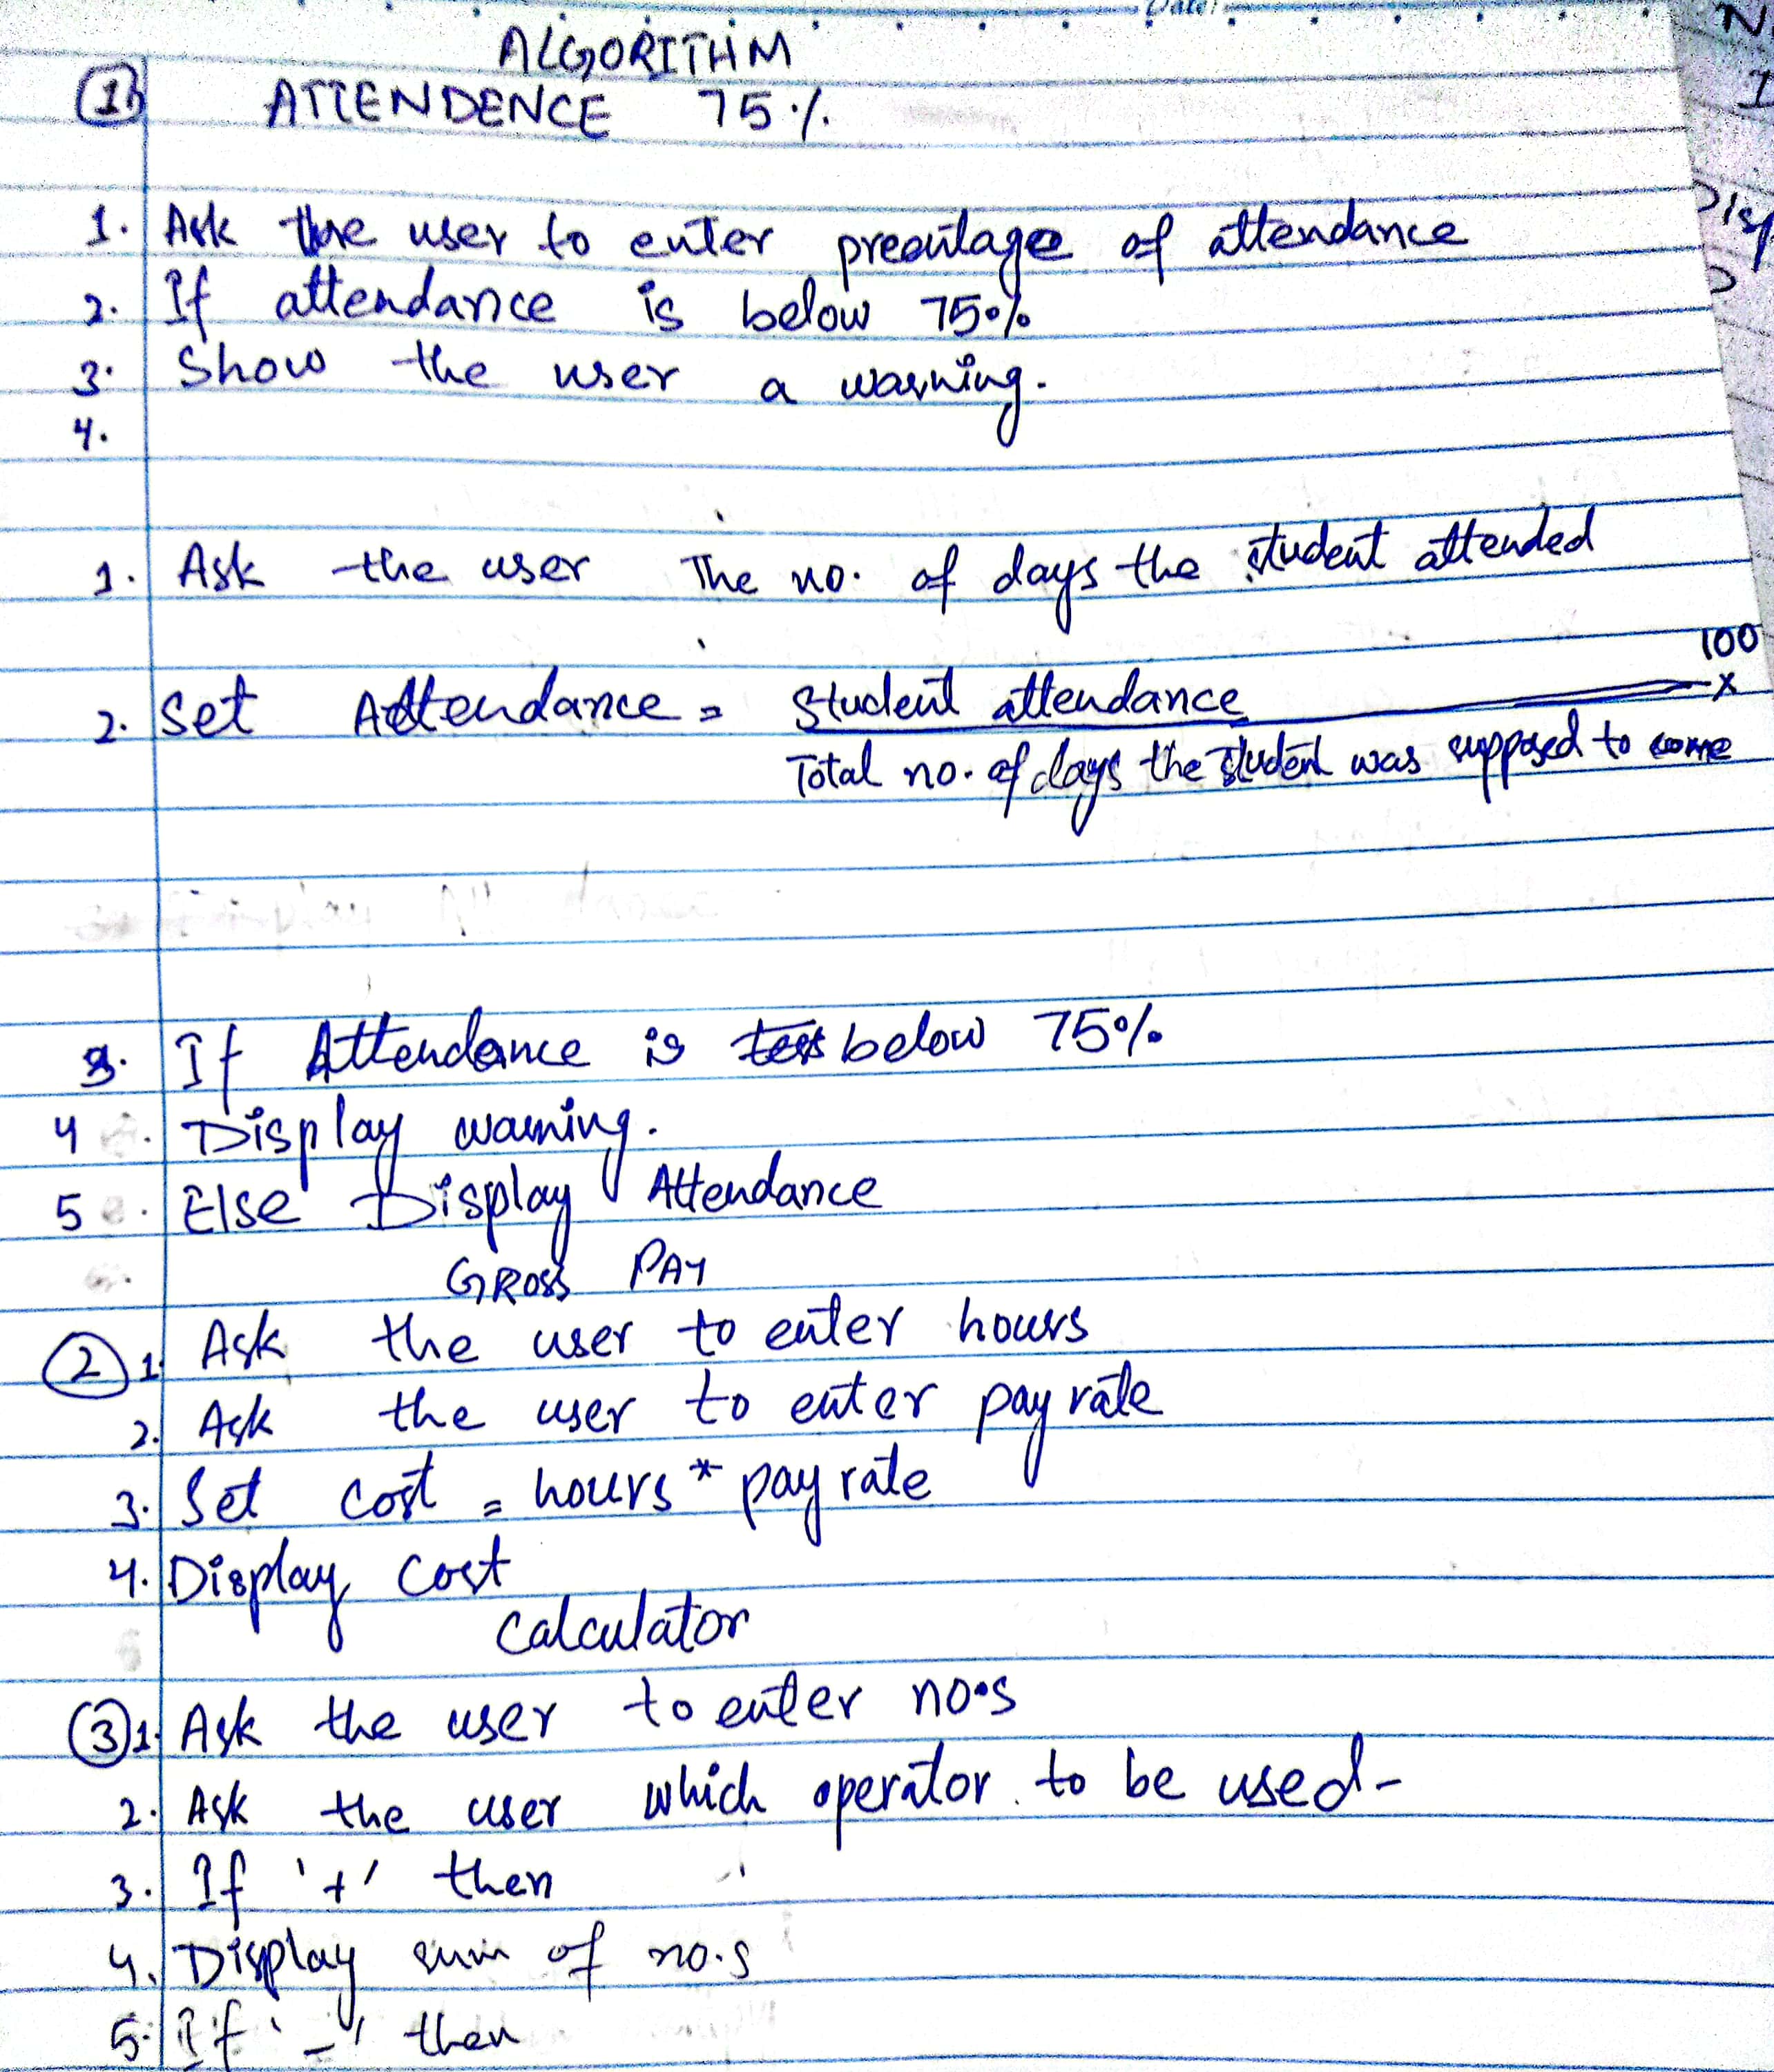 Date:
ALGORITHM
1 ATTENDENCE 75%
1. Ask the user to enter precentage of attendance
2. If attendance is below 75%
3. Show the user a warning.
4.
1. Ask the user The no. of days the student attended
100
2. Set Attendance = Student attendance x
Total no. of days the student was supposed to come
3. If Attendance is below 75%
4. Display warning.
5. Else Display Attendance
GROSS PAY
2 1. Ask the user to enter hours
2. Ask the user to enter pay rate
3. Set cost = hours * pay rate
4. Display cost
calculator
3 1. Ask the user to enter no.s
2. Ask the user which operator to be used-
3. If '+' then
4. Display sum of no.s
5. If '-' then